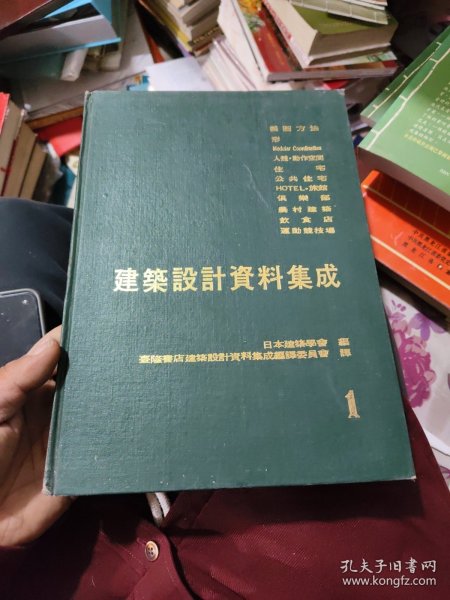 製圖方法
形
Modular Coordination
人體·動作空間
住宅
公共住宅
HOTEL·旅館
俱樂部
農村建築
飲食店
運動競技場
建築設計資料集成
日本建築學會 編
臺隆書店建築設計資料集成編譯委員會 譯
1
孔夫子旧书网
www.kongfz.com